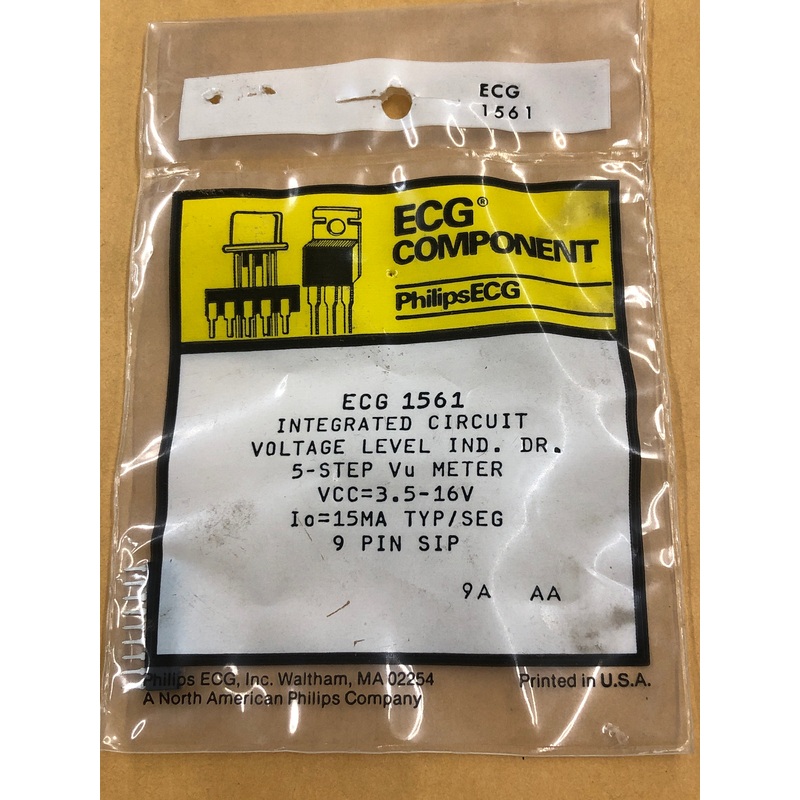 ECG
1561
ECG®
COMPONENT
PhilipsECG
ECG 1561
INTEGRATED CIRCUIT
VOLTAGE LEVEL IND. DR.
5-STEP Vu METER
VCC=3.5-16V
Io=15MA TYP/SEG
9 PIN SIP
9A AA
Philips ECG, Inc. Waltham, MA 02254
A North American Philips Company
Printed in U.S.A.